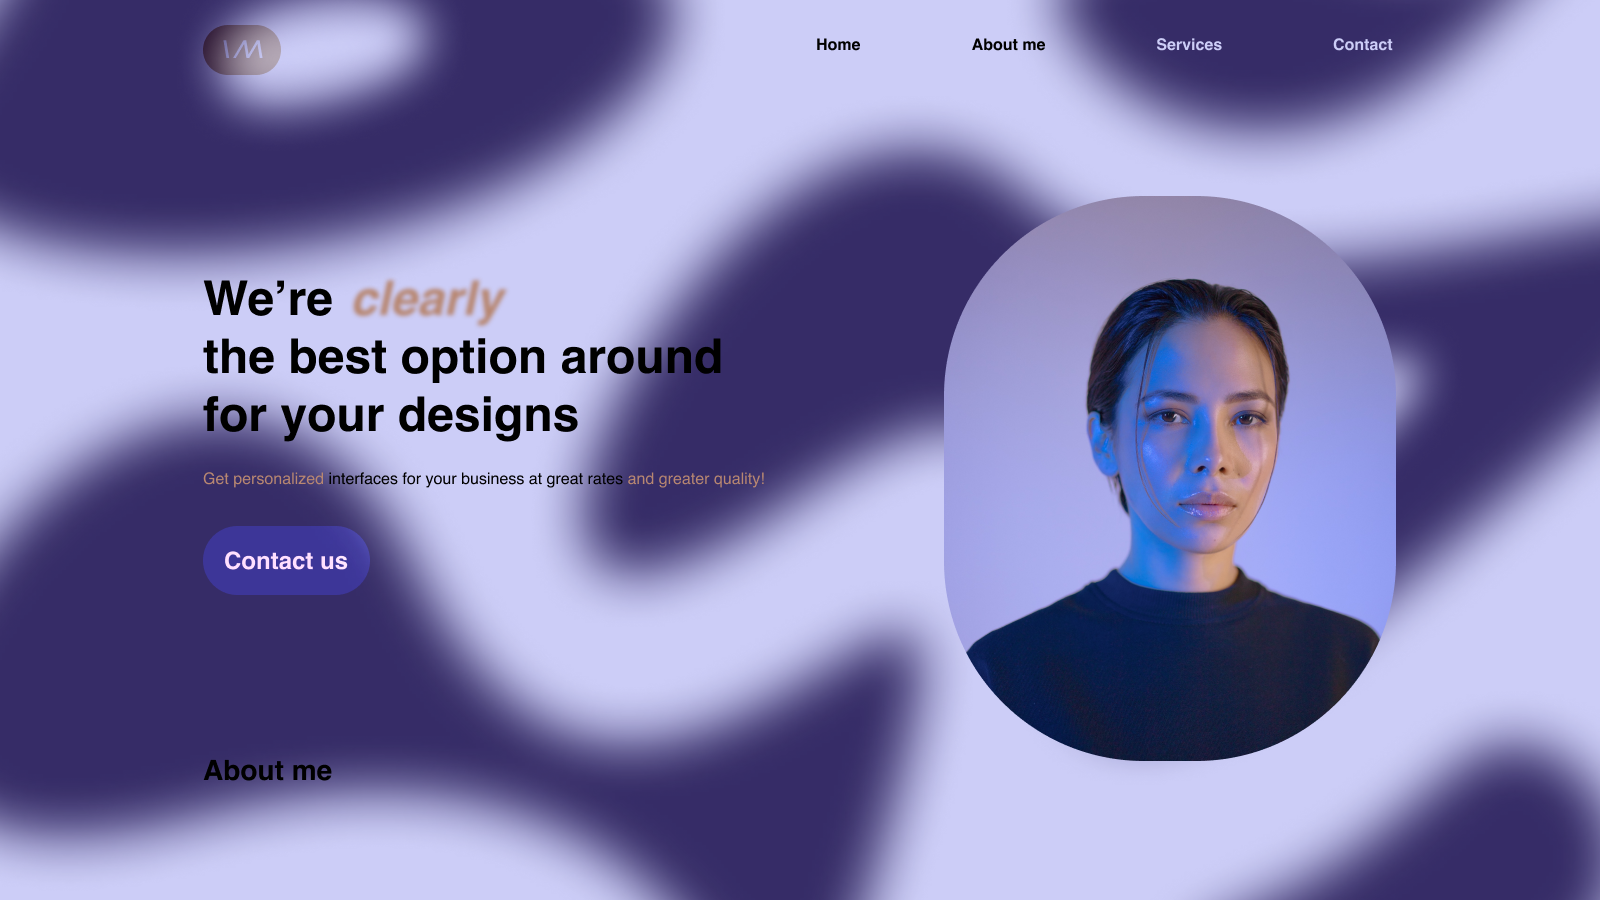 Home About me Services Contact
We’re clearly
the best option around
for your designs
Get personalized interfaces for your business at great rates and greater quality!
Contact us
About me